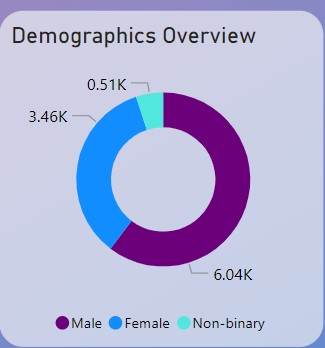 Demographics Overview
0.51K
3.46K
6.04K
Male Female Non-binary